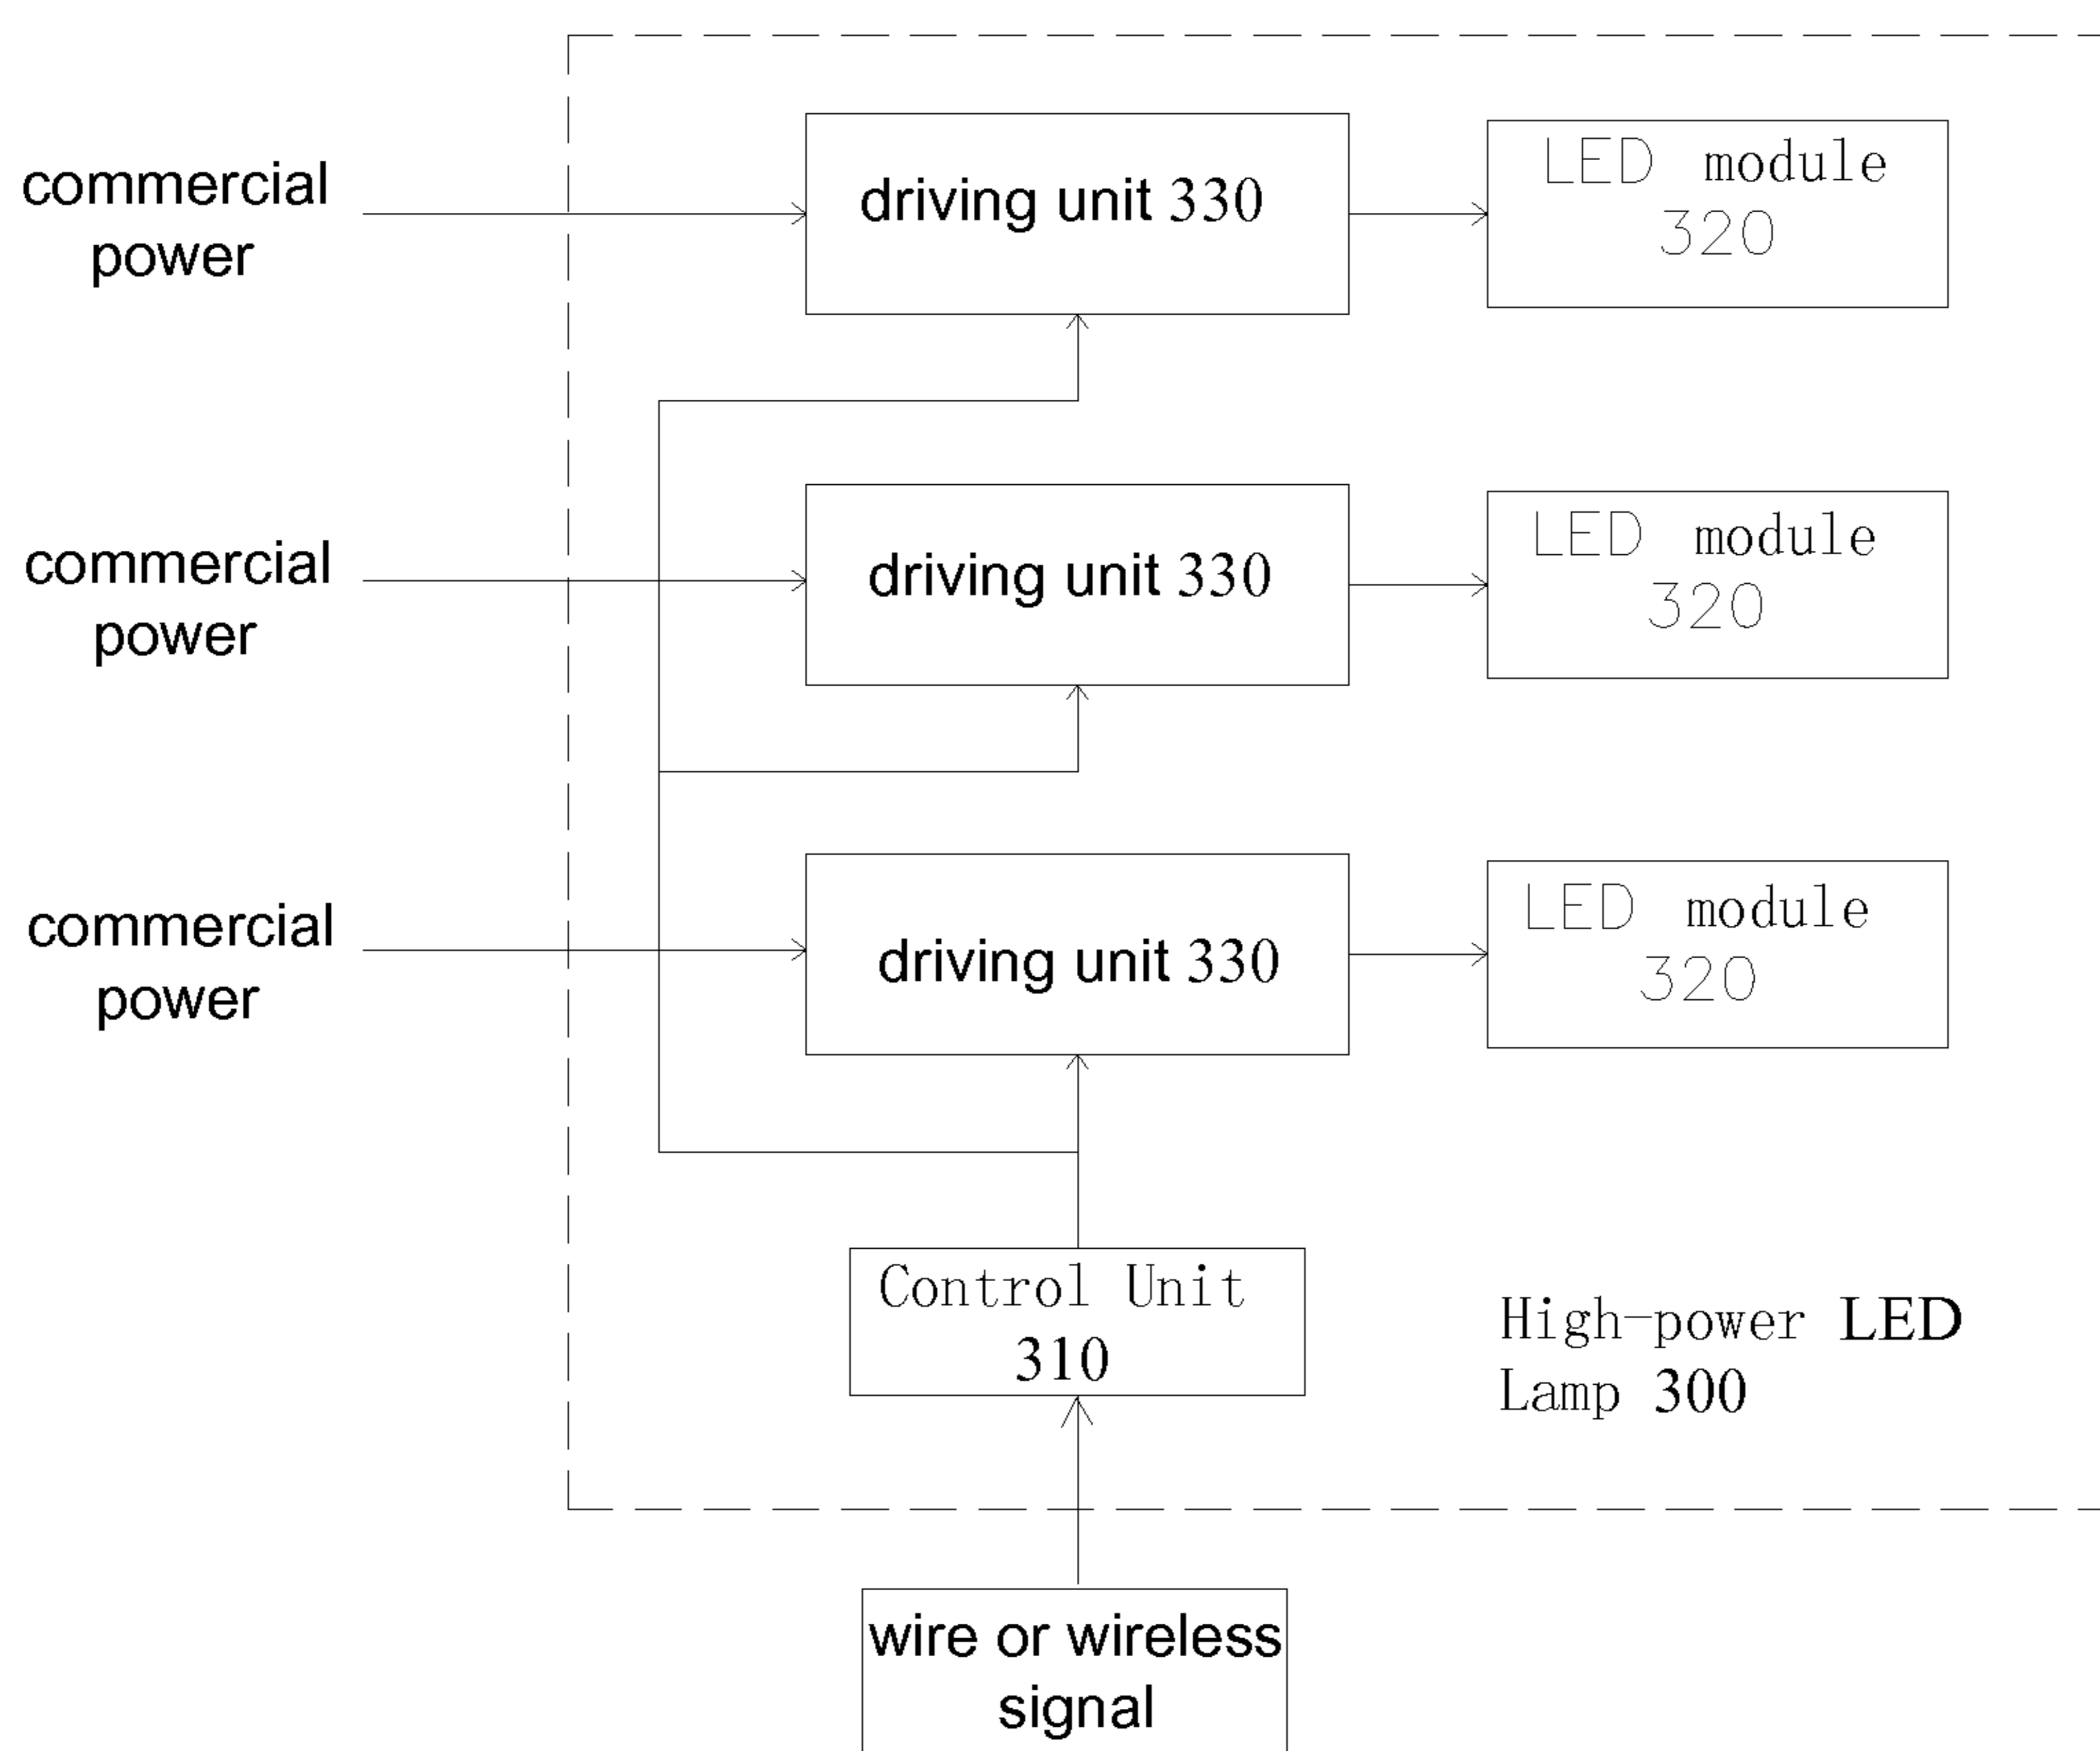 commercial
power
driving unit 330
LED module
320
commercial
power
driving unit 330
LED module
320
commercial
power
driving unit 330
LED module
320
Control Unit
310
High-power LED
Lamp 300
wire or wireless
signal